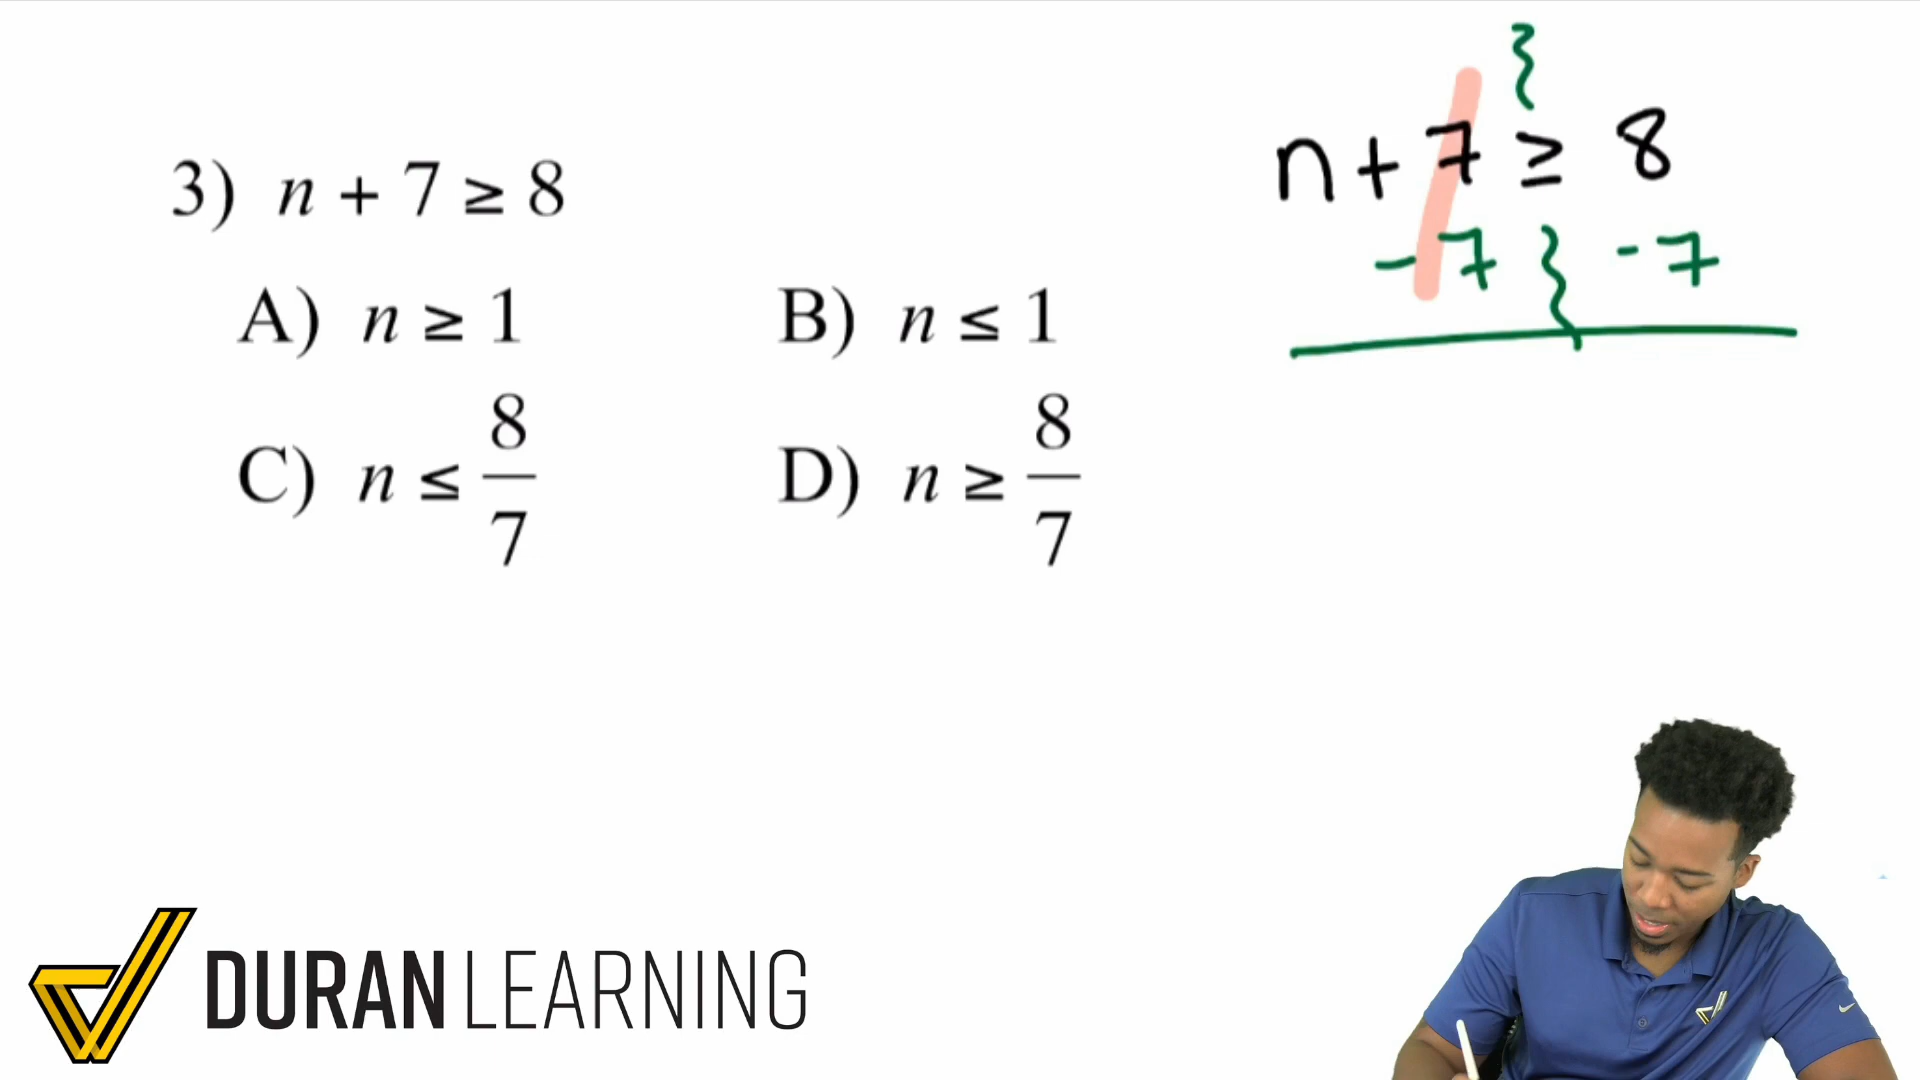 3) n + 7 ≥ 8
A) n ≥ 1 B) n ≤ 1
C) n ≤ 8/7 D) n ≥ 8/7
n + 7 ≥ 8
-7 -7
DURAN LEARNING